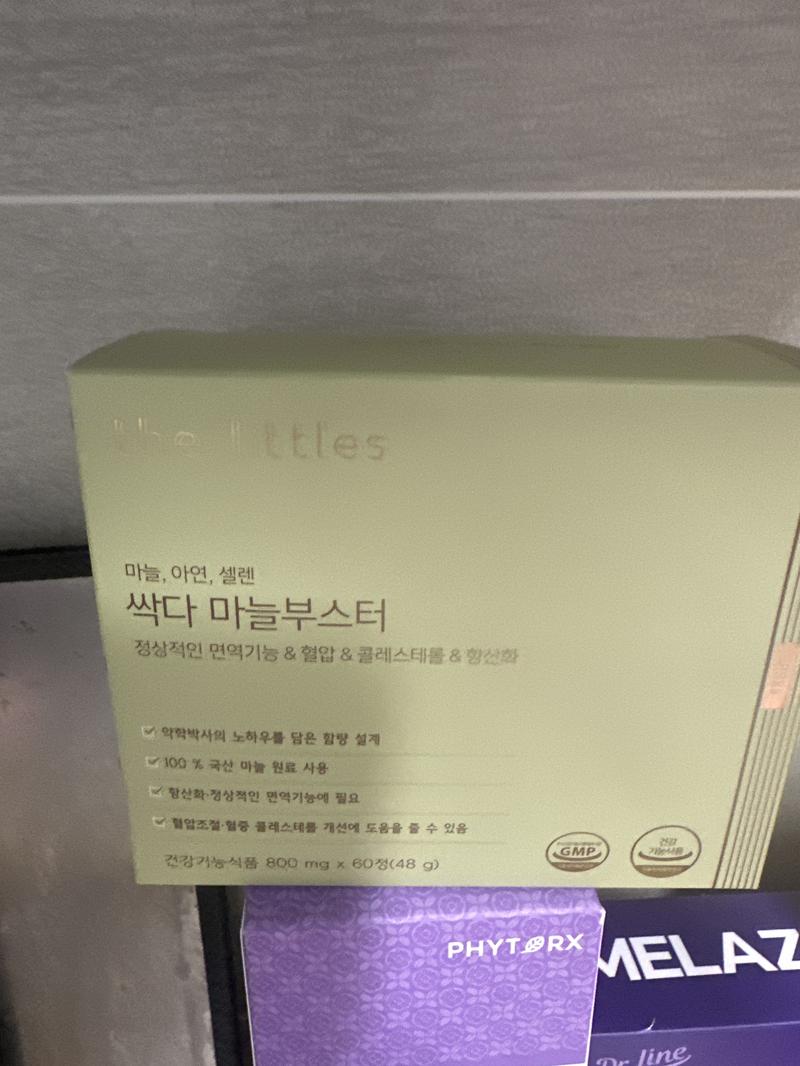 the littles
마늘, 아연, 셀렌
싹다 마늘부스터
정상적인 면역기능 & 혈압 & 콜레스테롤 & 항산화
약학박사의 노하우를 담은 함량 설계
100 % 국산 마늘 원료 사용
항산화·정상적인 면역기능에 필요
혈압조절·혈중 콜레스테롤 개선에 도움을 줄 수 있음
건강기능식품 800 mg x 60정(48 g)
GMP
건강
기능식품
PHYTORX
MELAZ
Dr.line